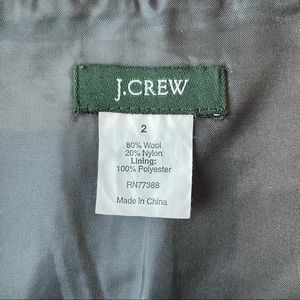 J.CREW
2
80% Wool
20% Nylon
Lining:
100% Polyester
RN77388
Made in China